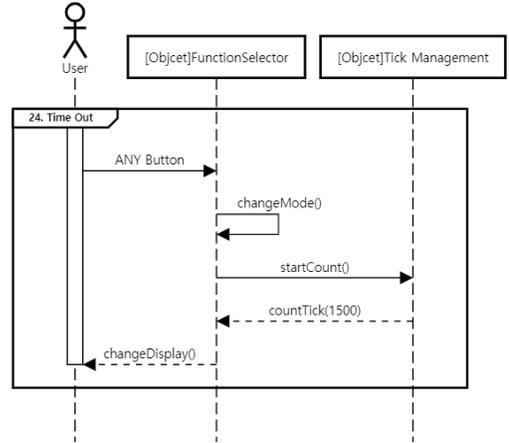 User
[Objcet]FunctionSelector
[Objcet]Tick Management
24. Time Out
ANY Button
changeMode()
startCount()
countTick(1500)
changeDisplay()